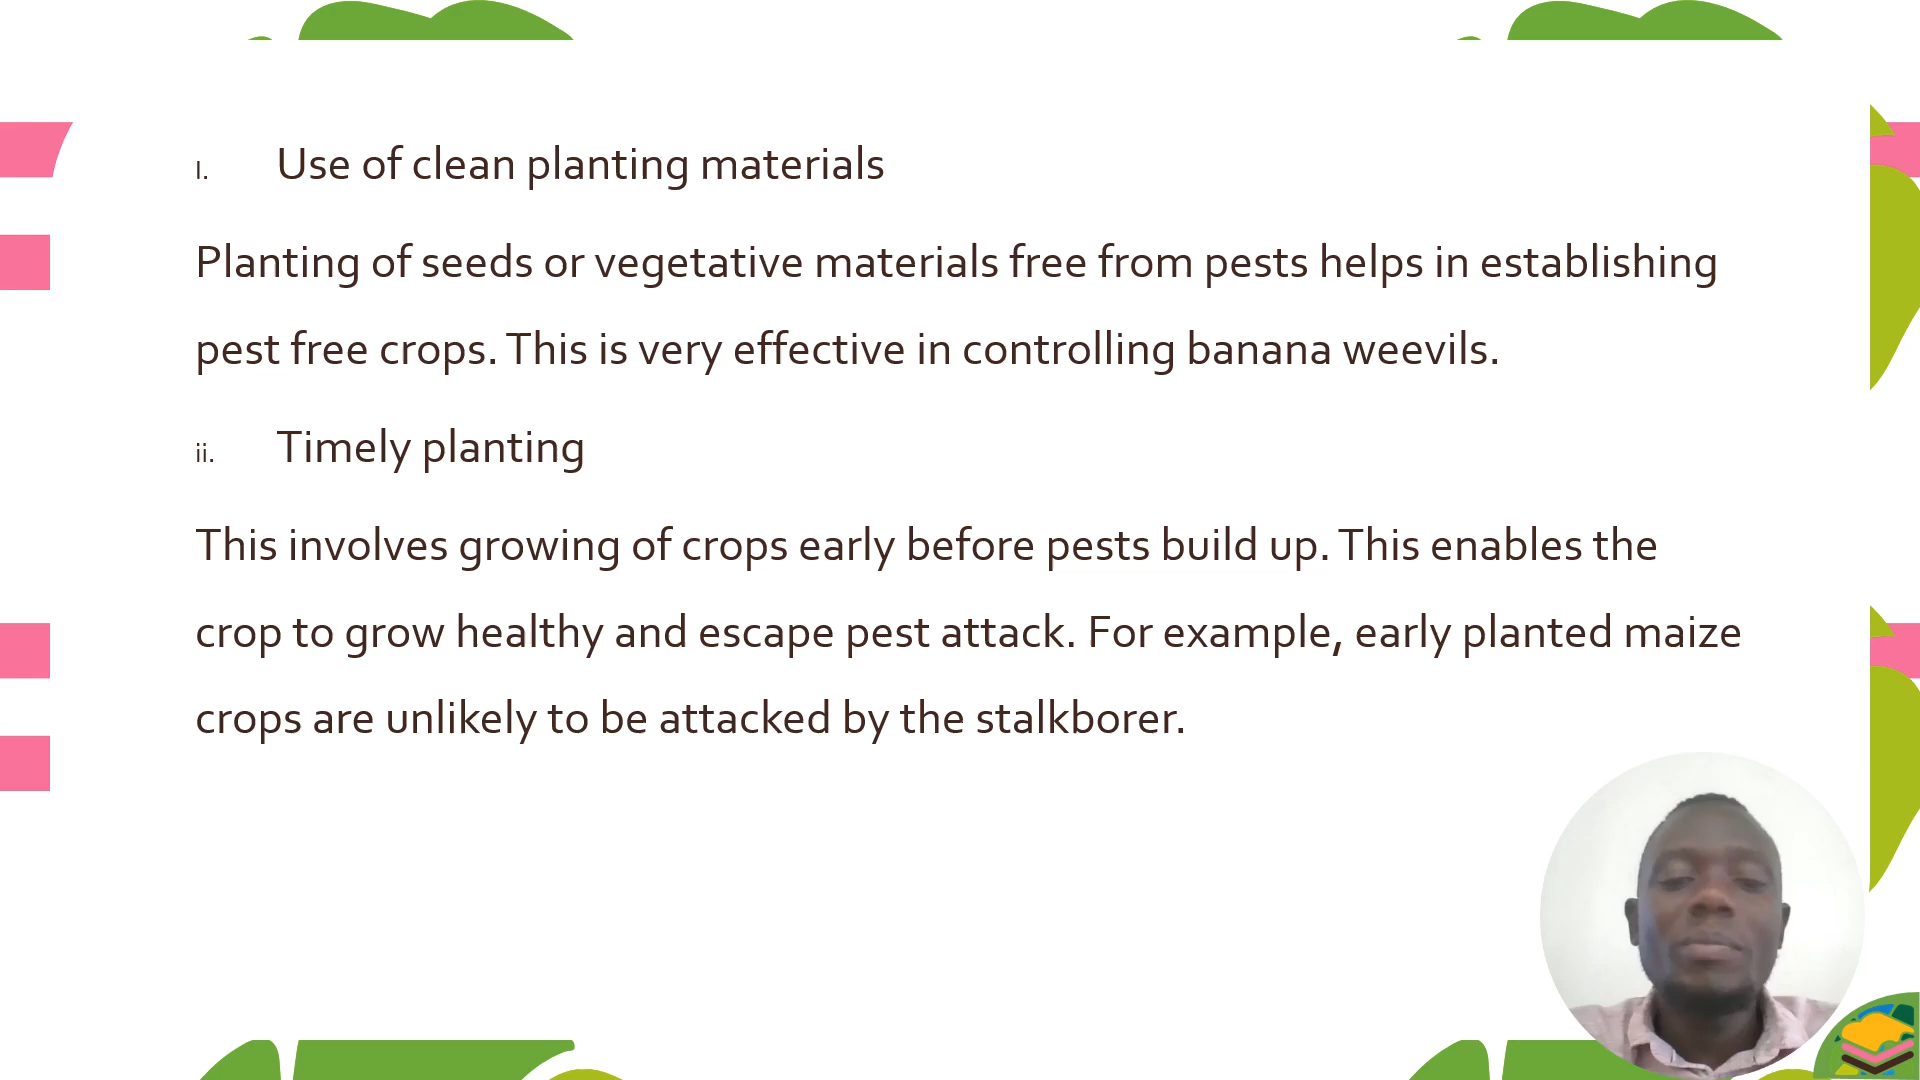 I. Use of clean planting materials
Planting of seeds or vegetative materials free from pests helps in establishing
pest free crops. This is very effective in controlling banana weevils.
ii. Timely planting
This involves growing of crops early before pests build up. This enables the
crop to grow healthy and escape pest attack. For example, early planted maize
crops are unlikely to be attacked by the stalkborer.